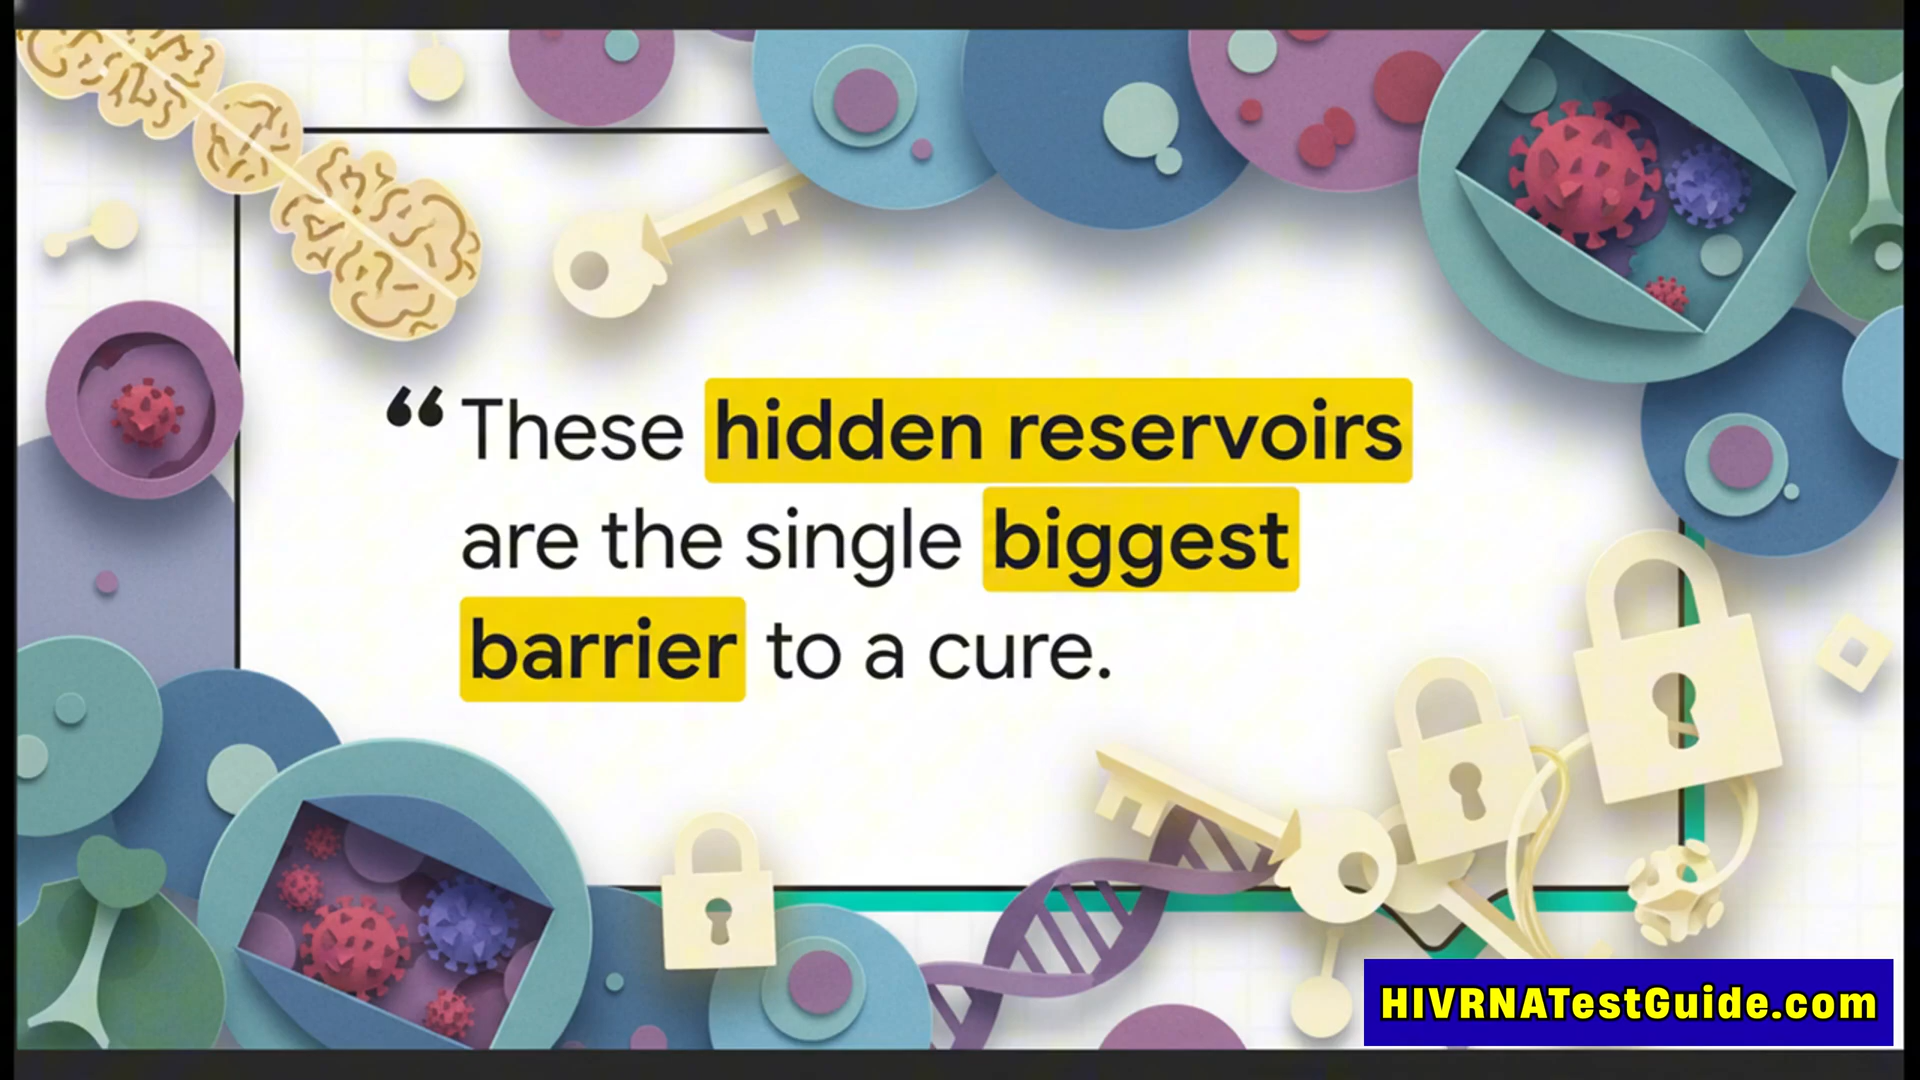 “These hidden reservoirs
are the single biggest
barrier to a cure.
HIVRNATestGuide.com